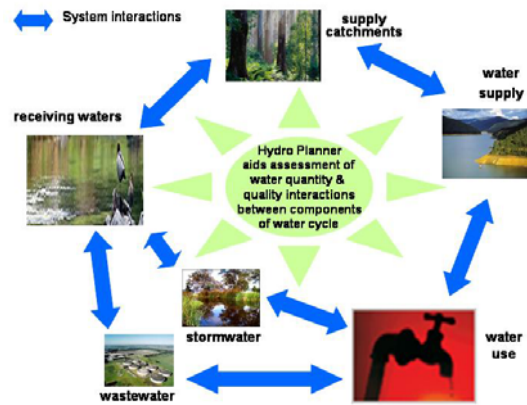 System interactions
supply
catchments
water
supply
receiving waters
Hydro Planner
aids assessment of
water quantity &
quality interactions
between components
of water cycle
stormwater
water
use
wastewater